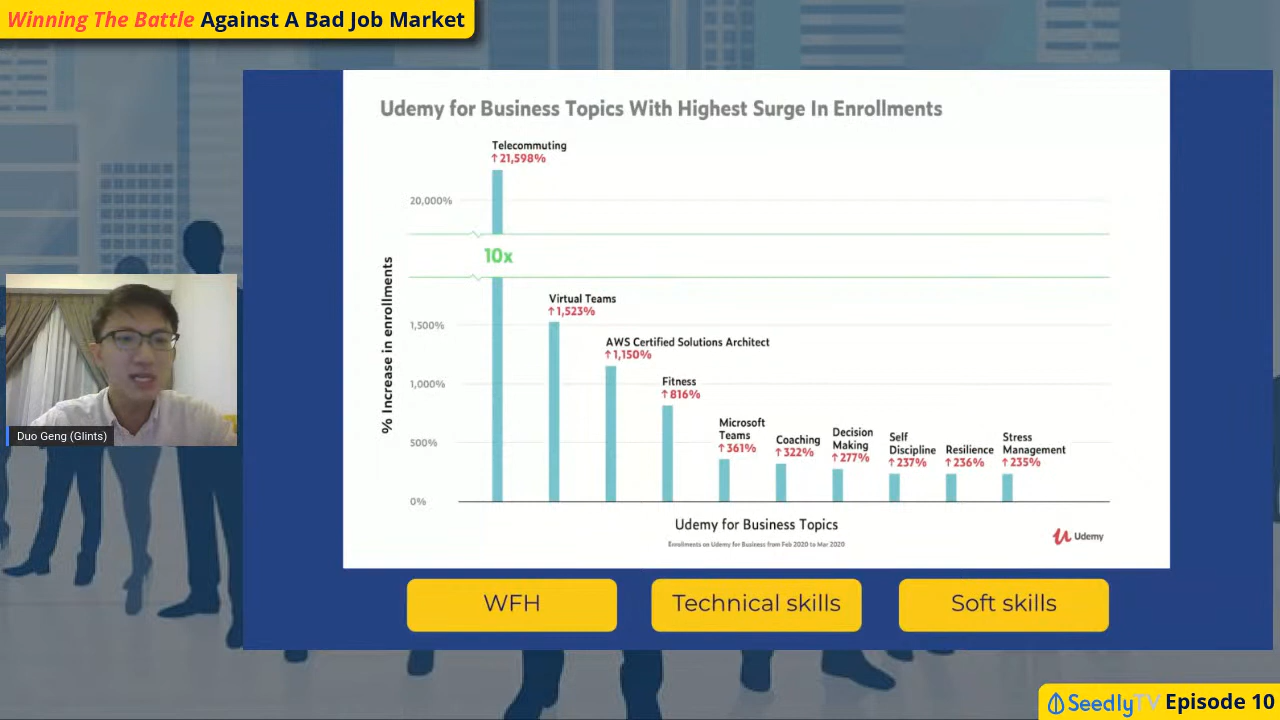 Winning The Battle Against A Bad Job Market
Udemy for Business Topics With Highest Surge In Enrollments
Telecommuting
↑21,598%
20,000%
10x
% Increase in enrollments
Virtual Teams
↑1,523%
1,500%
AWS Certified Solutions Architect
↑1,150%
1,000%
Fitness
↑816%
Microsoft
Teams
↑361%
Coaching
↑322%
Decision
Making
↑277%
Self
Discipline
↑237%
Resilience
↑236%
Stress
Management
↑235%
500%
0%
Udemy for Business Topics
Enrollments on Udemy for Business from Feb 2020 to Mar 2020
Udemy
Duo Geng (Glints)
WFH
Technical skills
Soft skills
SeedlyTV Episode 10